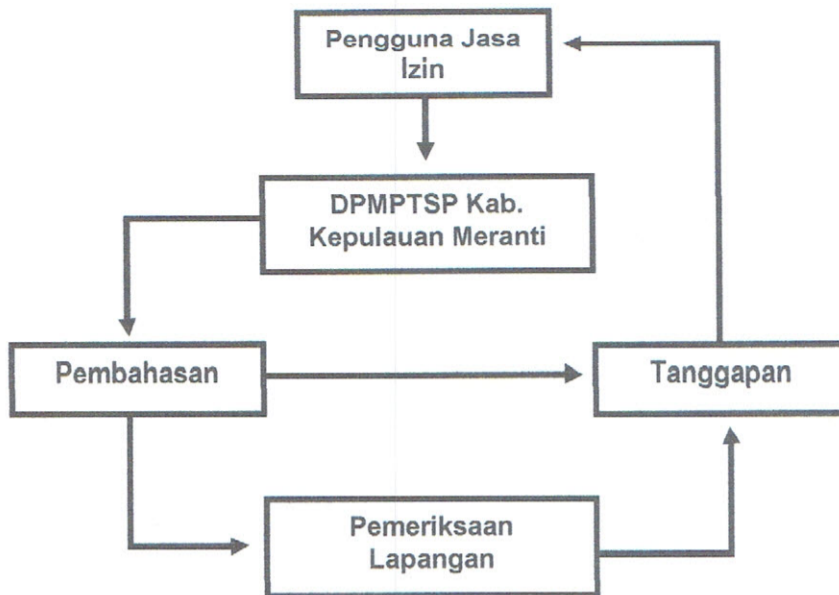 Pengguna Jasa
Izin
DPMPTSP Kab.
Kepulauan Meranti
Pembahasan
Tanggapan
Pemeriksaan
Lapangan